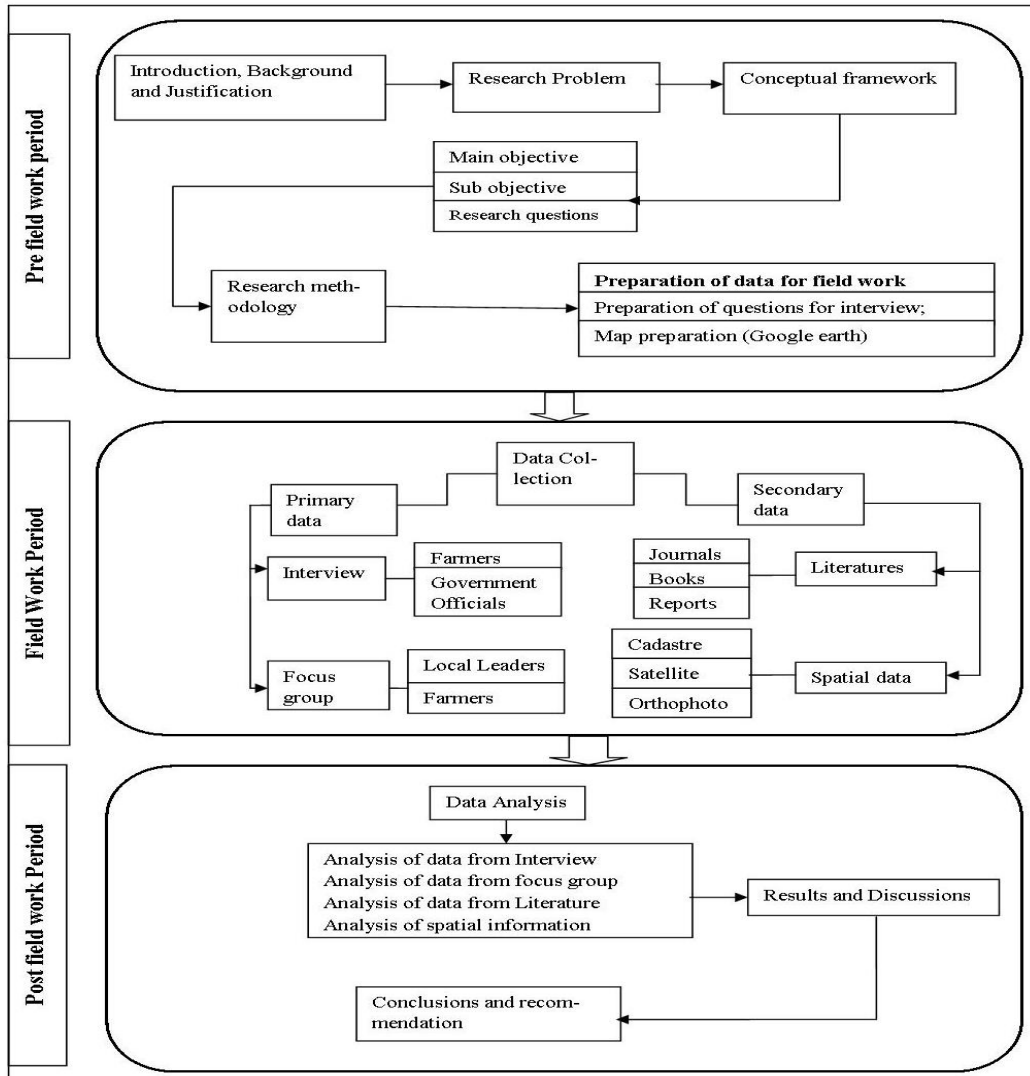 Pre field work period
Introduction, Background
and Justification
Research Problem
Conceptual framework
Main objective
Sub objective
Research questions
Research meth-
odology
Preparation of data for field work
Preparation of questions for interview;
Map preparation (Google earth)
Field Work Period
Data Col-
lection
Primary
data
Secondary
data
Interview
Farmers
Government
Officials
Journals
Books
Reports
Literatures
Focus
group
Local Leaders
Farmers
Cadastre
Satellite
Orthophoto
Spatial data
Post field work Period
Data Analysis
Analysis of data from Interview
Analysis of data from focus group
Analysis of data from Literature
Analysis of spatial information
Results and Discussions
Conclusions and recom-
mendation